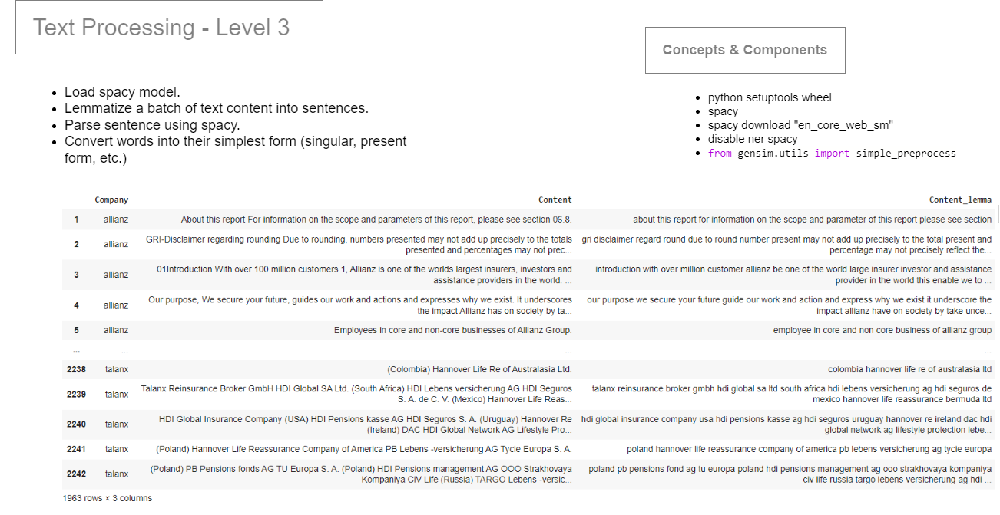 Text Processing - Level 3
Concepts & Components
• Load spacy model.
• Lemmatize a batch of text content into sentences.
• Parse sentence using spacy.
• Convert words into their simplest form (singular, present
form, etc.)
• python setuptools wheel.
• spacy
• spacy download "en_core_web_sm"
• disable ner spacy
• from gensim.utils import simple_preprocess
Company Content Content_lemma
1 allianz About this report For information on the scope and parameters of this report, please see section 06.8. about this report for information on the scope and parameter of this report please see section
2 allianz GRI-Disclaimer regarding rounding Due to rounding, numbers presented may not add up precisely to the totals gri disclaimer regard round due to round number present may not add up precisely to the total present and
presented and percentages may not prec... percentage may not precisely reflect the...
3 allianz 01Introduction With over 100 million customers 1, Allianz is one of the worlds largest insurers, investors and introduction with over million customer allianz be one of the world large insurer investor and assistance
assistance providers in the world. ... provider in the world this enable we to ...
4 allianz Our purpose, We secure your future, guides our work and actions and expresses why we exist. It underscores our purpose we secure your future guide our work and action and express why we exist it underscore the
the impact Allianz has on society by ta... impact allianz have on society by take unce...
5 allianz Employees in core and non-core businesses of Allianz Group. employee in core and non core business of allianz group
... ... ... ...
2238 talanx (Colombia) Hannover Life Re of Australasia Ltd. colombia hannover life re of australasia ltd
2239 talanx Talanx Reinsurance Broker GmbH HDI Global SA Ltd. (South Africa) HDI Lebens versicherung AG HDI Seguros talanx reinsurance broker gmbh hdi global sa ltd south africa hdi lebens versicherung ag hdi seguros de
S. A. de C. V. (Mexico) Hannover Life Reas... mexico hannover life reassurance bermuda ltd
2240 talanx HDI Global Insurance Company (USA) HDI Pensions kasse AG HDI Seguros S. A. (Uruguay) Hannover Re hdi global insurance company usa hdi pensions kasse ag hdi seguros uruguay hannover re ireland dac hdi
(Ireland) DAC HDI Global Network AG Lifestyle Pro... global network ag lifestyle protection lebe...
2241 talanx (Poland) Hannover Life Reassurance Company of America PB Lebens -versicherung AG Tycie Europa S. A. poland hannover life reassurance company of america pb lebens versicherung ag tycie europa
2242 talanx (Poland) PB Pensions fonds AG TU Europa S. A. (Poland) HDI Pensions management AG OOO Strakhovaya poland pb pensions fond ag tu europa poland hdi pensions management ag ooo strakhovaya kompaniya
Kompaniya CiV Life (Russia) TARGO Lebens -versic... civ life russia targo lebens versicherung ag hdi ...
1963 rows × 3 columns